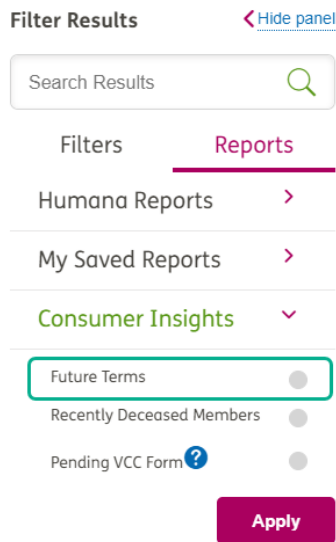 Filter Results
Hide panel
Search Results
Filters Reports
Humana Reports
My Saved Reports
Consumer Insights
Future Terms
Recently Deceased Members
Pending VCC Form ?
Apply